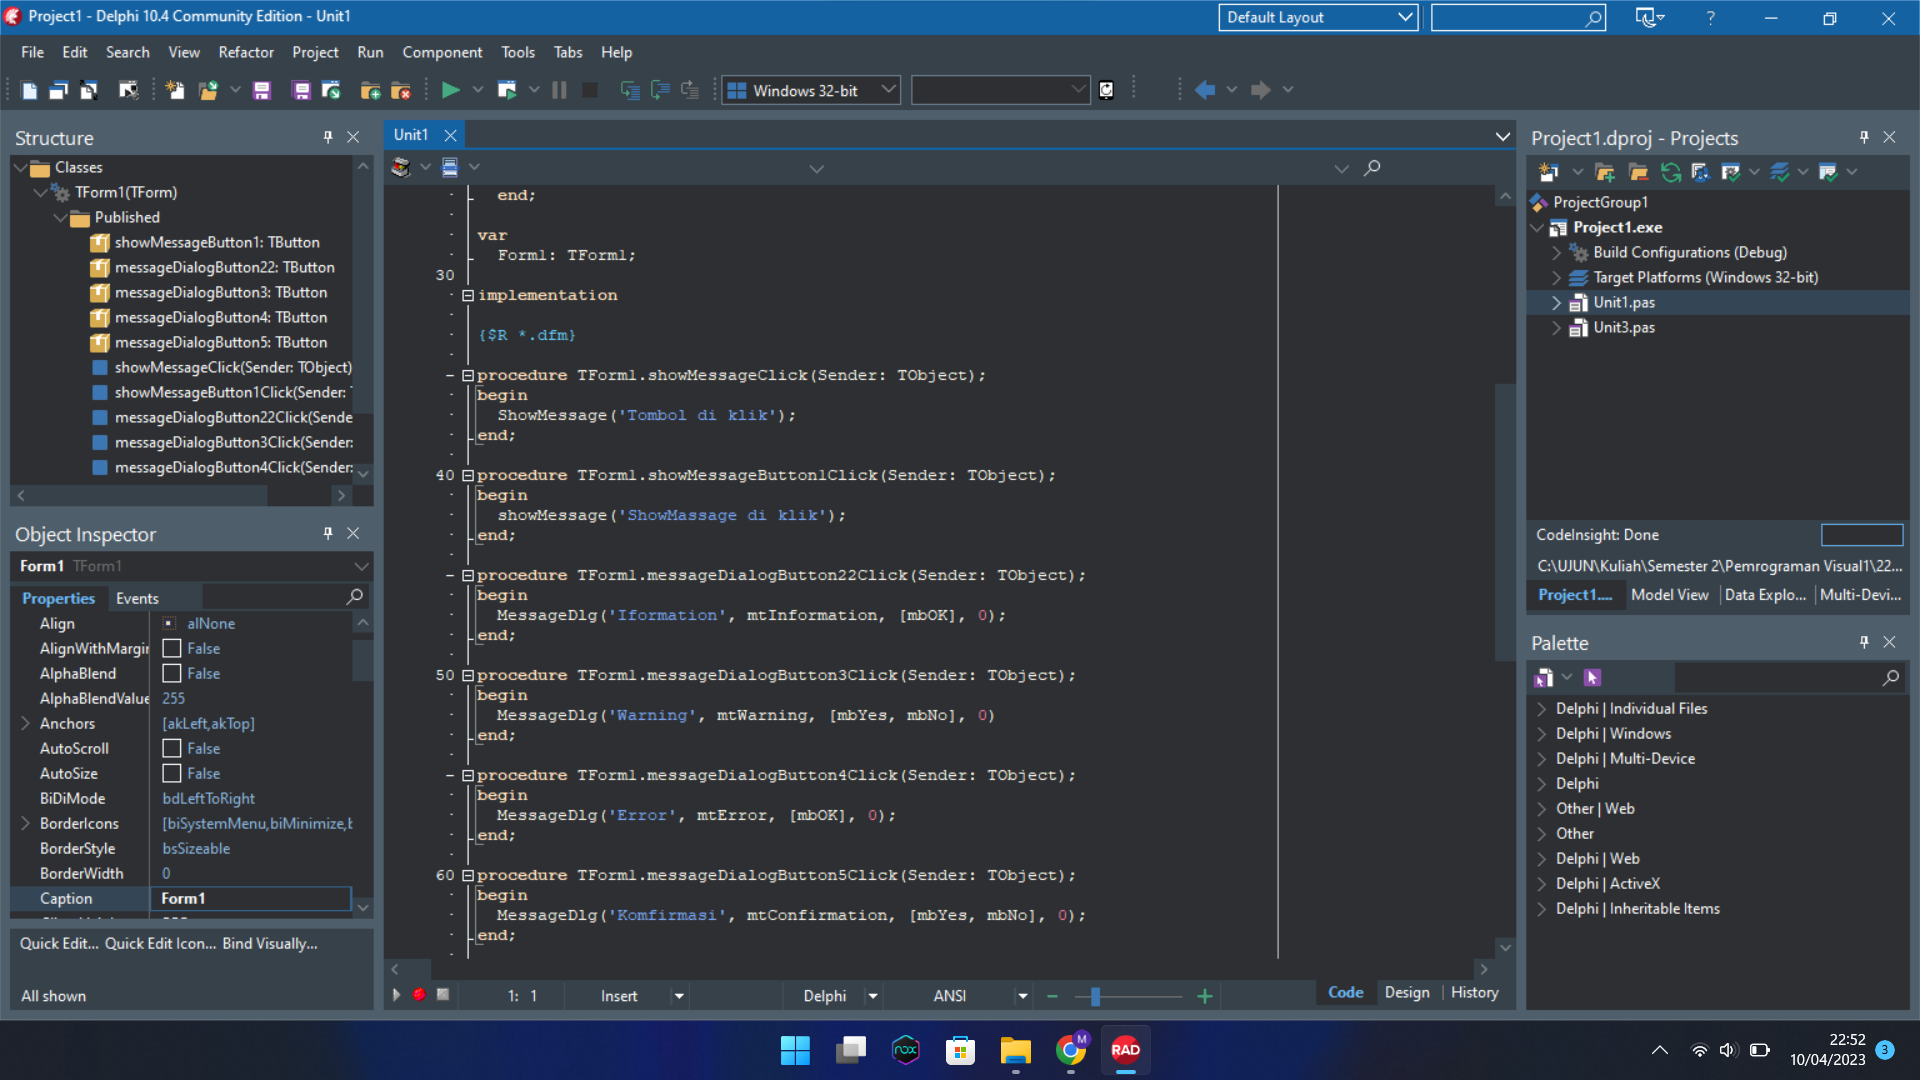 Project1 - Delphi 10.4 Community Edition - Unit1
Default Layout
?
File Edit Search View Refactor Project Run Component Tools Tabs Help
Windows 32-bit
Structure
Classes
TForm1(TForm)
Published
showMessageButton1: TButton
messageDialogButton22: TButton
messageDialogButton3: TButton
messageDialogButton4: TButton
messageDialogButton5: TButton
showMessageClick(Sender: TObject)
showMessageButton1Click(Sender:
messageDialogButton22Click(Sende
messageDialogButton3Click(Sender:
messageDialogButton4Click(Sender:
Object Inspector
Form1 TForm1
Properties Events
Align alNone
AlignWithMargin False
AlphaBlend False
AlphaBlendValue 255
Anchors [akLeft,akTop]
AutoScroll False
AutoSize False
BiDiMode bdLeftToRight
BorderIcons [biSystemMenu,biMinimize,b
BorderStyle bsSizeable
BorderWidth 0
Caption Form1
Quick Edit... Quick Edit Icon... Bind Visually...
All shown
Unit1
end;
var
Form1: TForm1;
30
implementation
{$R *.dfm}
procedure TForm1.showMessageClick(Sender: TObject);
begin
ShowMessage('Tombol di klik');
end;
40 procedure TForm1.showMessageButton1Click(Sender: TObject);
begin
showMessage('ShowMassage di klik');
end;
procedure TForm1.messageDialogButton22Click(Sender: TObject);
begin
MessageDlg('Iformation', mtInformation, [mbOK], 0);
end;
50 procedure TForm1.messageDialogButton3Click(Sender: TObject);
begin
MessageDlg('Warning', mtWarning, [mbYes, mbNo], 0)
end;
procedure TForm1.messageDialogButton4Click(Sender: TObject);
begin
MessageDlg('Error', mtError, [mbOK], 0);
end;
60 procedure TForm1.messageDialogButton5Click(Sender: TObject);
begin
MessageDlg('Komfirmasi', mtConfirmation, [mbYes, mbNo], 0);
end;
1: 1 Insert Delphi ANSI Code Design History
Project1.dproj - Projects
ProjectGroup1
Project1.exe
Build Configurations (Debug)
Target Platforms (Windows 32-bit)
Unit1.pas
Unit3.pas
CodeInsight: Done
C:\UJUN\Kuliah\Semester 2\Pemrograman Visual1\22...
Project1.... Model View Data Explo... Multi-Devi...
Palette
Delphi | Individual Files
Delphi | Windows
Delphi | Multi-Device
Delphi
Other | Web
Other
Delphi | Web
Delphi | ActiveX
Delphi | Inheritable Items
nox
M
RAD
22:52
10/04/2023
3